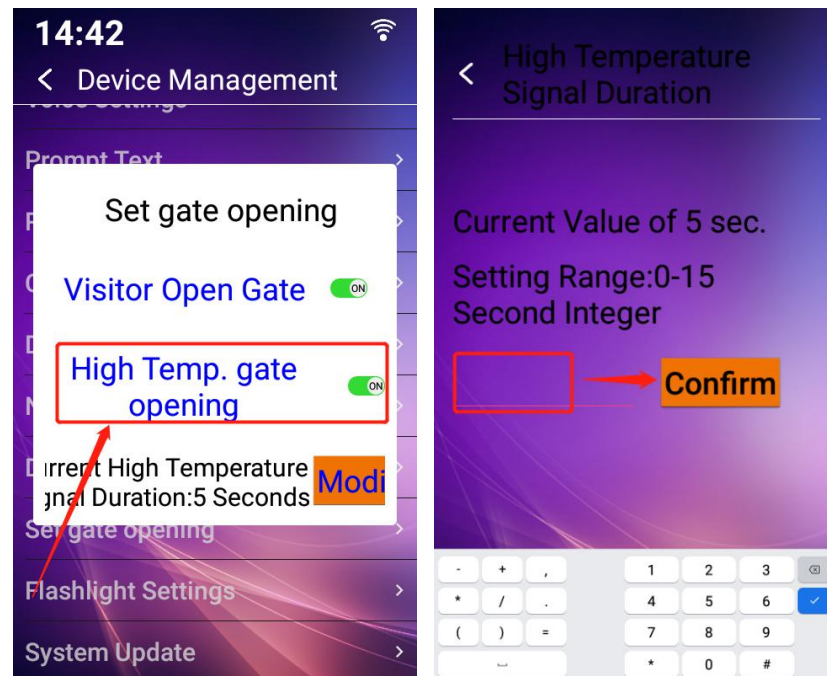 14:42
Device Management
Voice Settings
Prompt Text
Set gate opening
Visitor Open Gate ON
High Temp. gate
opening
ON
rrent High Temperature
gnal Duration:5 Seconds
Modi
Set gate opening
Flashlight Settings
System Update
High Temperature
Signal Duration
Current Value of 5 sec.
Setting Range:0-15
Second Integer
Confirm
- + , 1 2 3
* / . 4 5 6
( ) = 7 8 9
* 0 #